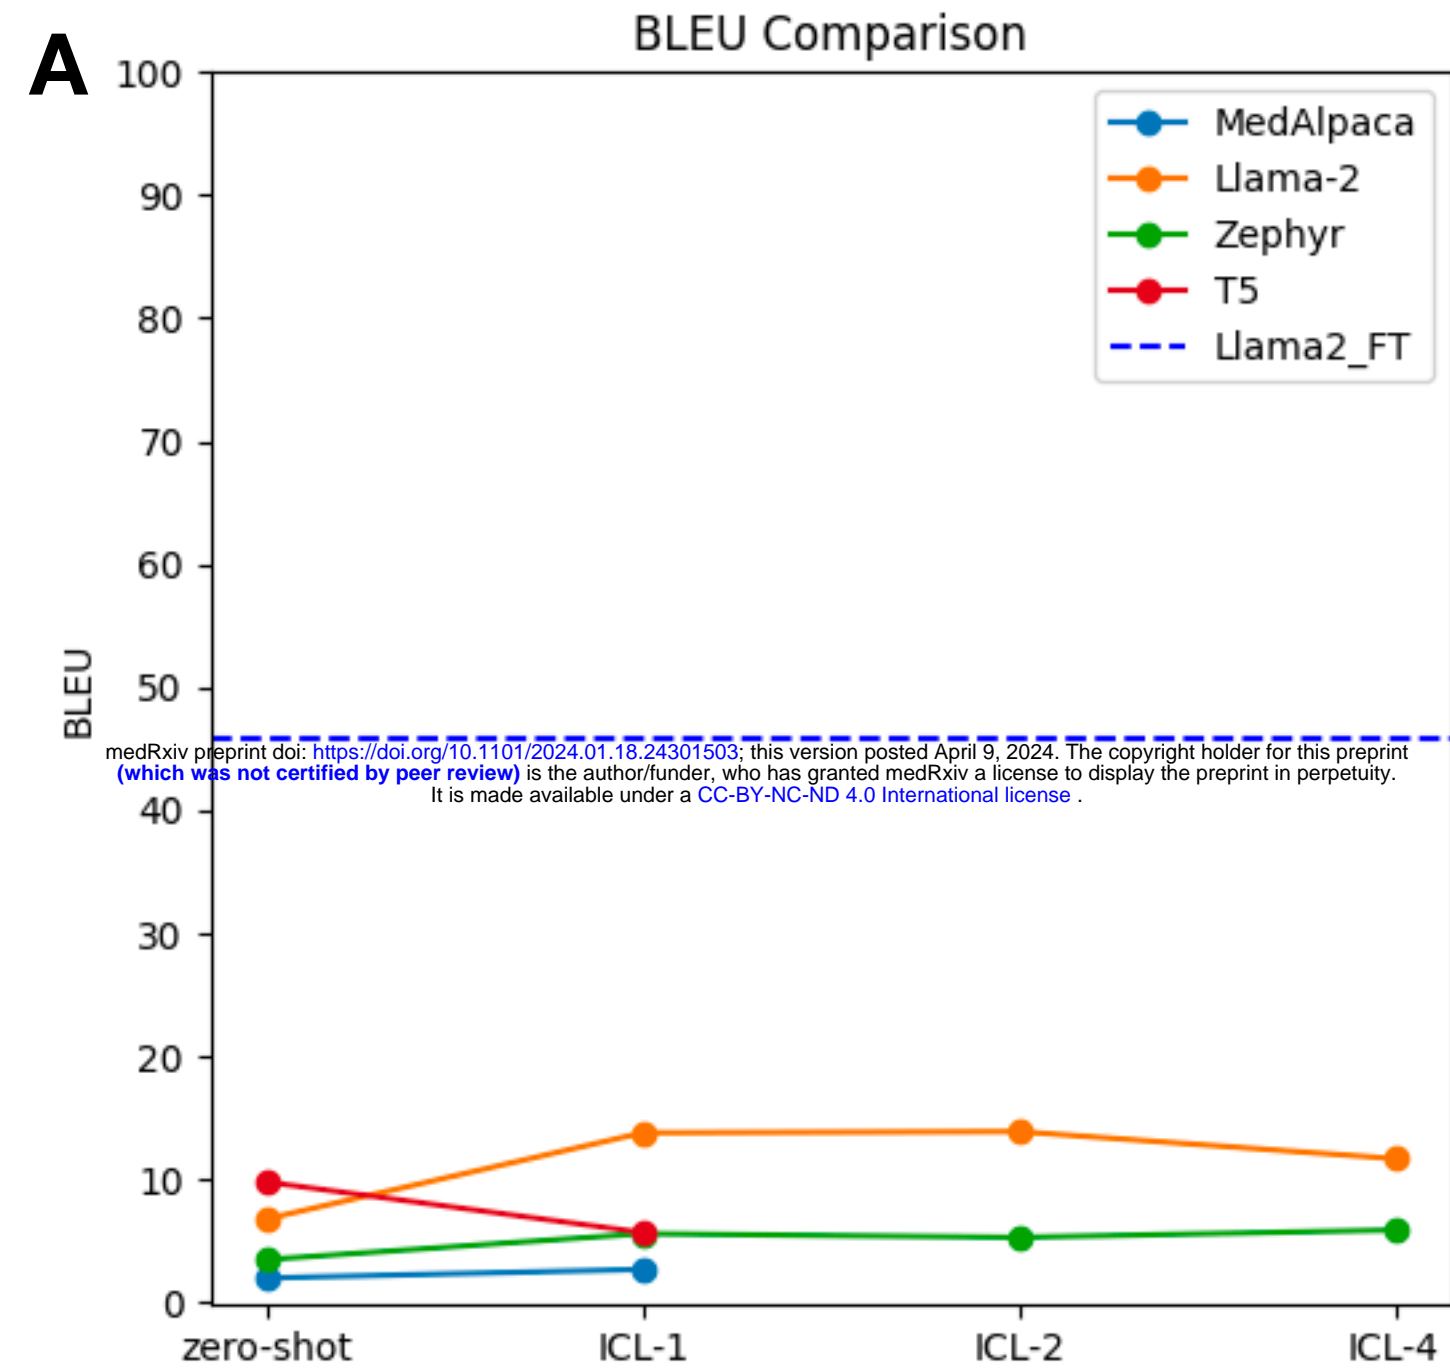 A
BLEU Comparison
100
90
80
70
60
50
40
30
20
10
0
BLEU
MedAlpaca
Llama-2
Zephyr
T5
Llama2_FT
medRxiv preprint doi: https://doi.org/10.1101/2024.01.18.24301503; this version posted April 9, 2024. The copyright holder for this preprint
(which was not certified by peer review) is the author/funder, who has granted medRxiv a license to display the preprint in perpetuity.
It is made available under a CC-BY-NC-ND 4.0 International license .
zero-shot
ICL-1
ICL-2
ICL-4